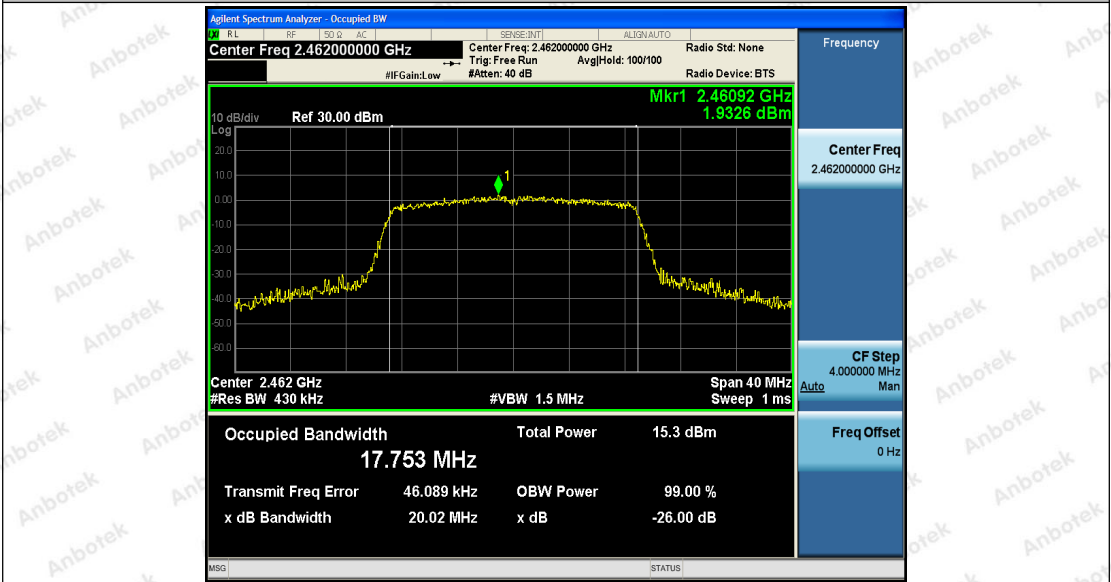 Agilent Spectrum Analyzer - Occupied BW
RL RF 50 Ω AC SENSE:INT ALIGN AUTO
Center Freq 2.462000000 GHz
Center Freq: 2.462000000 GHz
Radio Std: None
Trig: Free Run Avg|Hold: 100/100
#IFGain:Low
#Atten: 40 dB
Radio Device: BTS
Mkr1 2.46092 GHz
1.9326 dBm
10 dB/div Ref 30.00 dBm
Log
20.0
10.0
0.00
-10.0
-20.0
-30.0
-40.0
-50.0
-60.0
1
Center 2.462 GHz
Span 40 MHz
#Res BW 430 kHz
#VBW 1.5 MHz
Sweep 1 ms
Occupied Bandwidth
17.753 MHz
Total Power 15.3 dBm
Transmit Freq Error 46.089 kHz
OBW Power 99.00 %
x dB Bandwidth 20.02 MHz
x dB -26.00 dB
MSG
STATUS
Frequency
Center Freq
2.462000000 GHz
CF Step
4.000000 MHz
Auto Man
Freq Offset
0 Hz
Anbotek